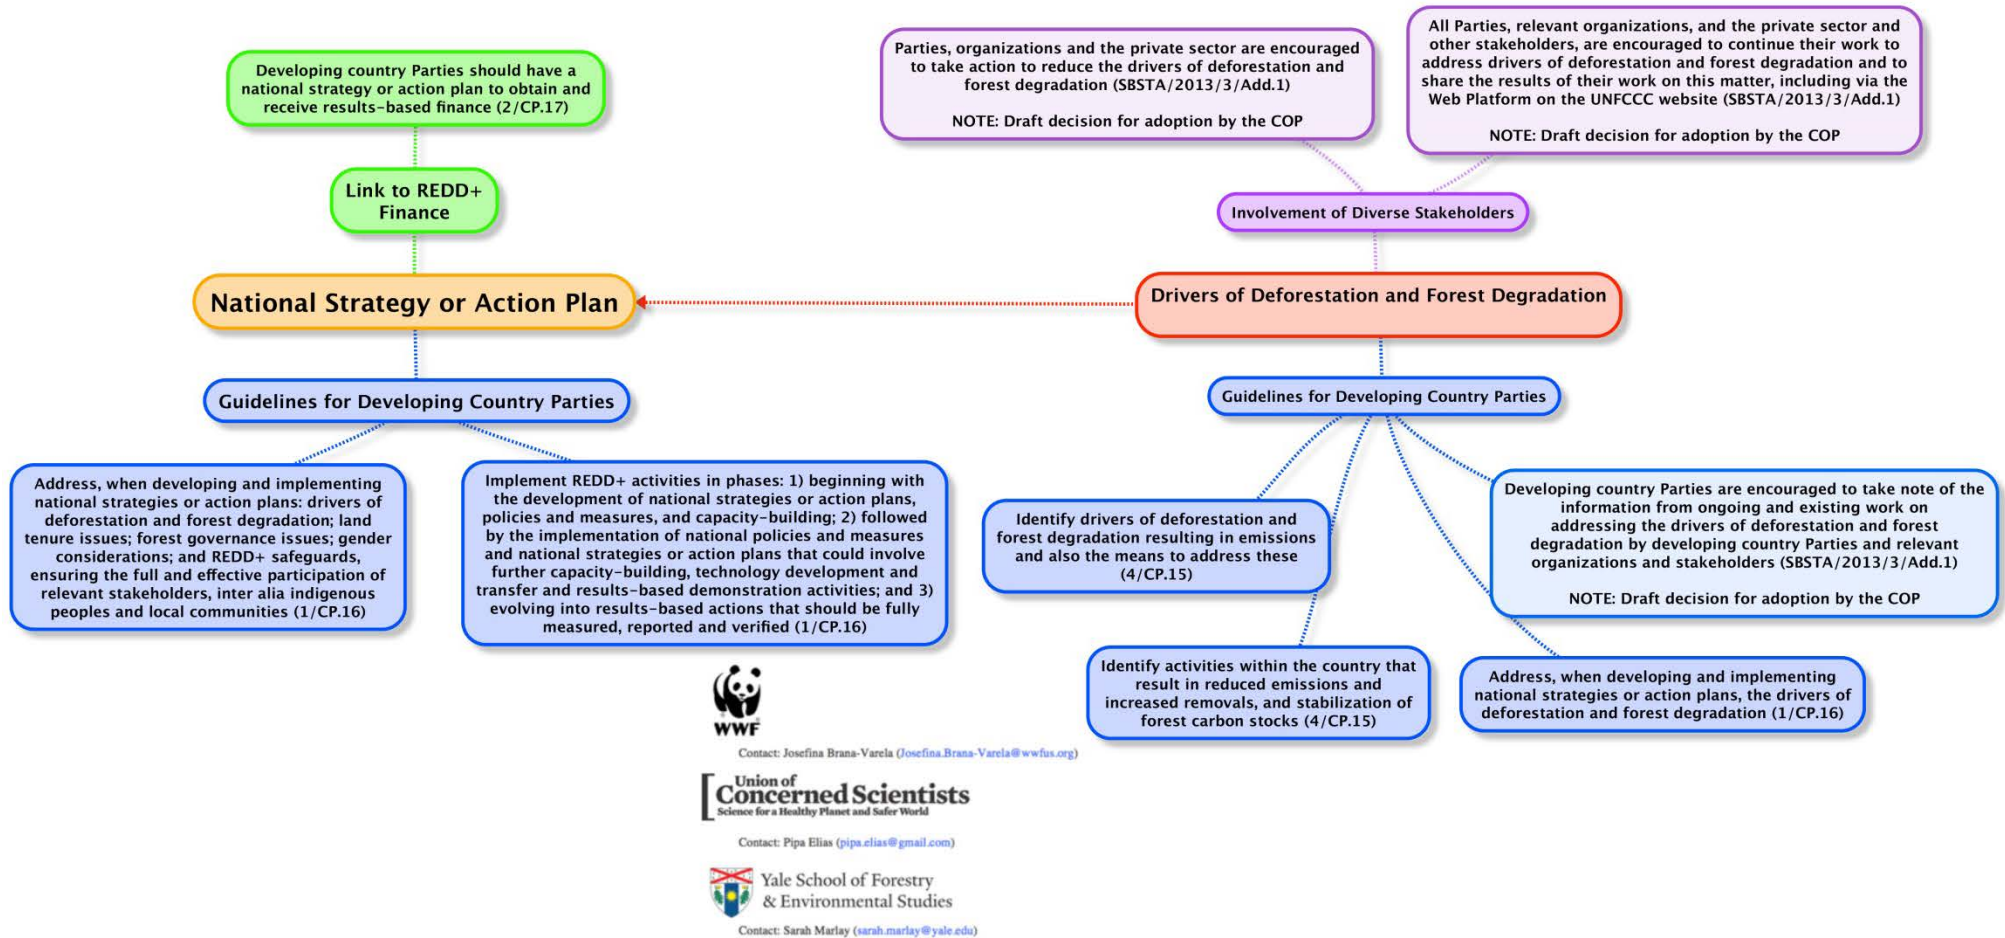 Developing country Parties should have a
national strategy or action plan to obtain and
receive results-based finance (2/CP.17)
Link to REDD+
Finance
National Strategy or Action Plan
Guidelines for Developing Country Parties
Address, when developing and implementing
national strategies or action plans: drivers of
deforestation and forest degradation; land
tenure issues; forest governance issues; gender
considerations; and REDD+ safeguards,
ensuring the full and effective participation of
relevant stakeholders, inter alia indigenous
peoples and local communities (1/CP.16)
Implement REDD+ activities in phases: 1) beginning with
the development of national strategies or action plans,
policies and measures, and capacity-building; 2) followed
by the implementation of national policies and measures
and national strategies or action plans that could involve
further capacity-building, technology development and
transfer and results-based demonstration activities; and 3)
evolving into results-based actions that should be fully
measured, reported and verified (1/CP.16)
Parties, organizations and the private sector are encouraged
to take action to reduce the drivers of deforestation and
forest degradation (SBSTA/2013/3/Add.1)
NOTE: Draft decision for adoption by the COP
All Parties, relevant organizations, and the private sector and
other stakeholders, are encouraged to continue their work to
address drivers of deforestation and forest degradation and to
share the results of their work on this matter, including via the
Web Platform on the UNFCCC website (SBSTA/2013/3/Add.1)
NOTE: Draft decision for adoption by the COP
Involvement of Diverse Stakeholders
Drivers of Deforestation and Forest Degradation
Guidelines for Developing Country Parties
Identify drivers of deforestation and
forest degradation resulting in emissions
and also the means to address these
(4/CP.15)
Developing country Parties are encouraged to take note of the
information from ongoing and existing work on
addressing the drivers of deforestation and forest
degradation by developing country Parties and relevant
organizations and stakeholders (SBSTA/2013/3/Add.1)
NOTE: Draft decision for adoption by the COP
Identify activities within the country that
result in reduced emissions and
increased removals, and stabilization of
forest carbon stocks (4/CP.15)
Address, when developing and implementing
national strategies or action plans, the drivers of
deforestation and forest degradation (1/CP.16)
WWF
Contact: Josefina Brana-Varela (Josefina.Brana-Varela@wwfus.org)
Union of
Concerned Scientists
Science for a Healthy Planet and Safer World
Contact: Pipa Elias (pipa.elias@gmail.com)
Yale School of Forestry
& Environmental Studies
Contact: Sarah Marlay (sarah.marlay@yale.edu)